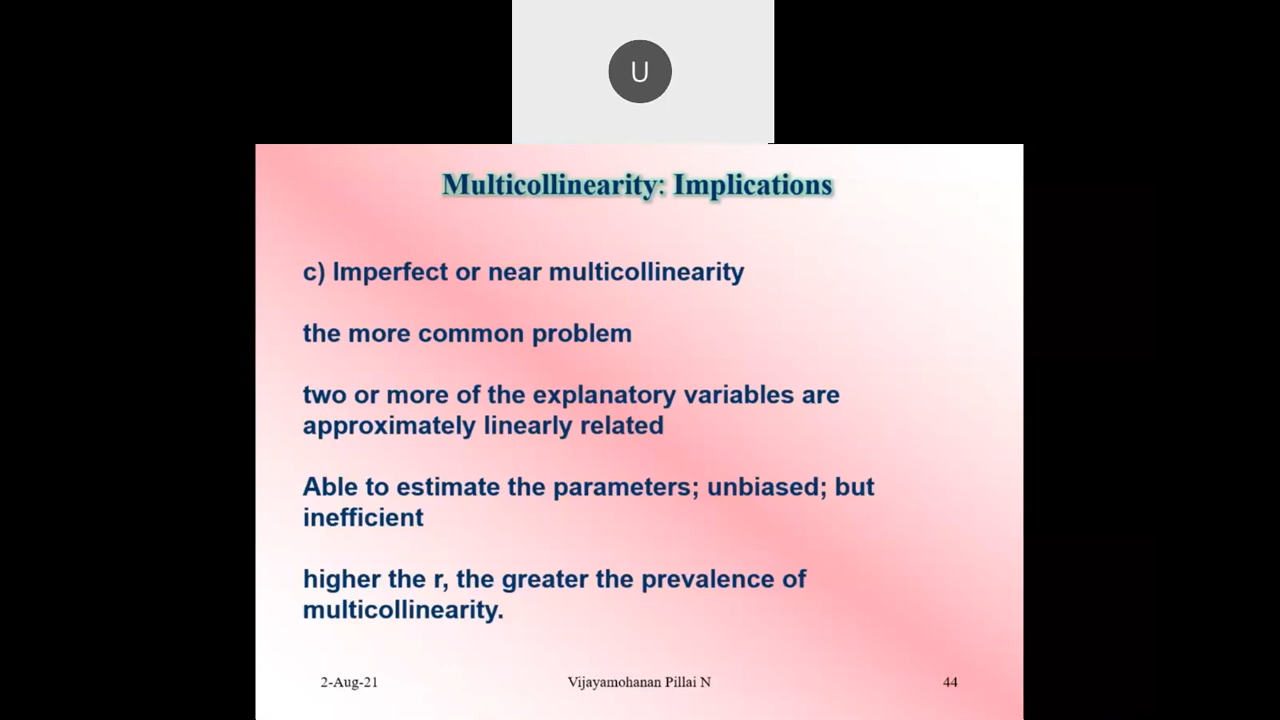 U
Multicollinearity: Implications
c) Imperfect or near multicollinearity
the more common problem
two or more of the explanatory variables are
approximately linearly related
Able to estimate the parameters; unbiased; but
inefficient
higher the r, the greater the prevalence of
multicollinearity.
2-Aug-21
Vijayamohanan Pillai N
44